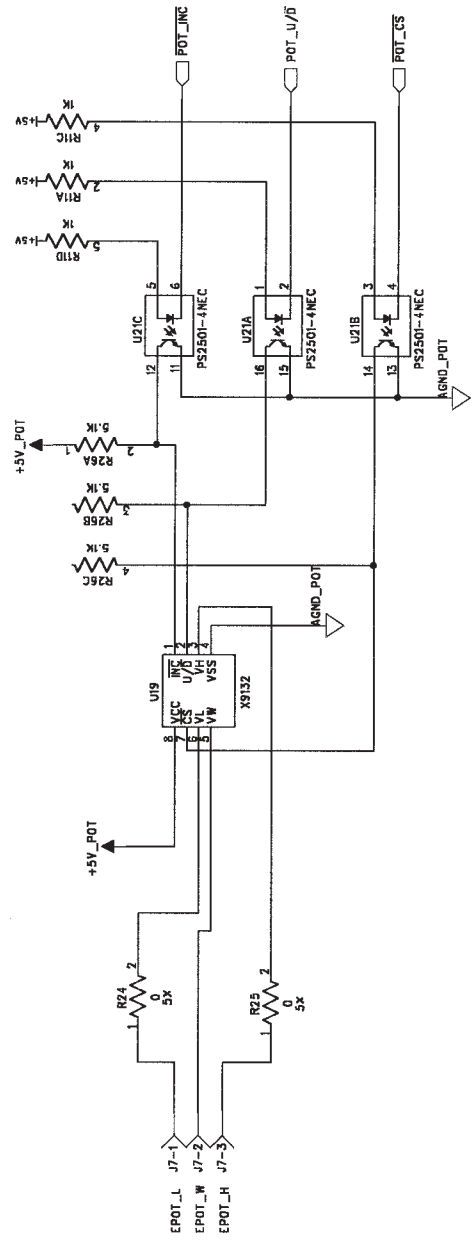 +5V
1K
R11D
5
+5V
1K
R11A
2
+5V
1K
R11C
4
POT_INC
POT_U/D
POT_CS
U21C
PS2501-4NEC
5
6
12
11
U21A
PS2501-4NEC
1
2
16
15
U21B
PS2501-4NEC
3
4
14
13
AGND_POT
+5V_POT
1
5.1K
R26A
2
5.1K
R26B
3
5.1K
R26C
4
U19
X9132
1 INC
2 U/D
3 VH
4 VSS
8 VCC
7 CS
6 VL
5 VW
AGND_POT
+5V_POT
R24
0
5%
1
2
R25
0
5%
1
2
EPOT_L J7-1
EPOT_W J7-2
EPOT_H J7-3